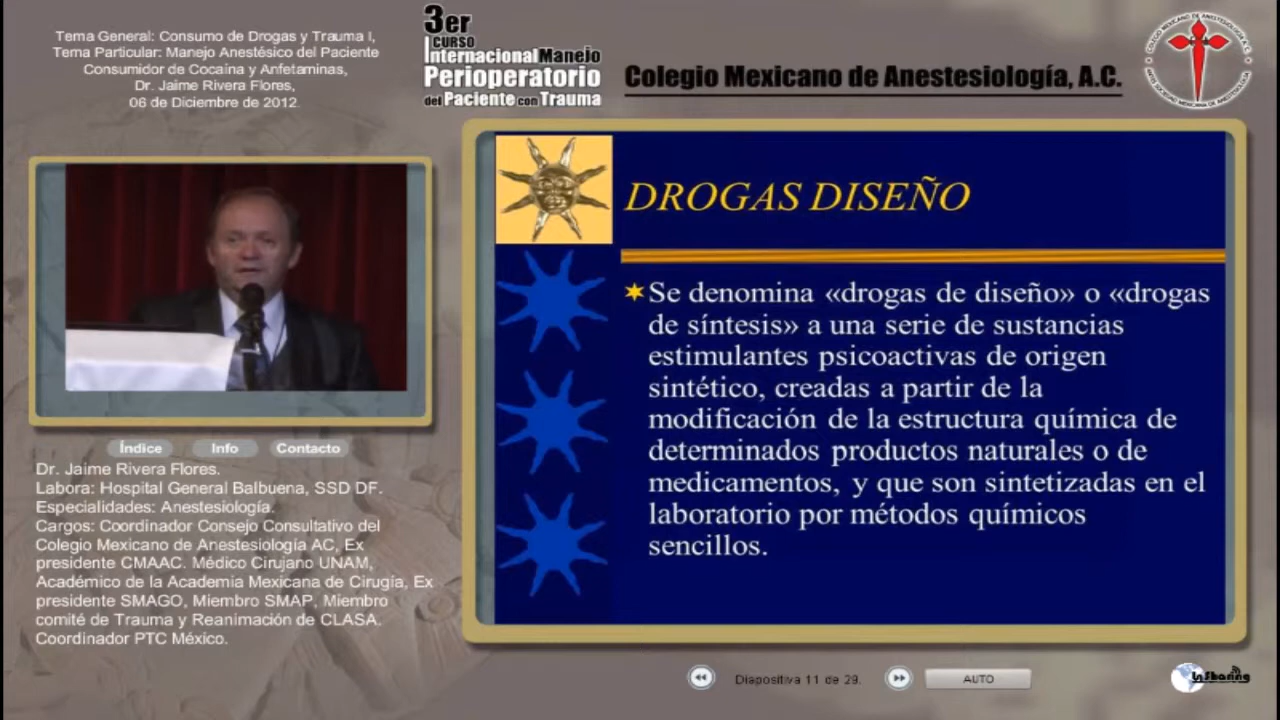 Tema General: Consumo de Drogas y Trauma I,
Tema Particular: Manejo Anestésico del Paciente
Consumidor de Cocaina y Anfetaminas,
Dr. Jaime Rivera Flores,
06 de Diciembre de 2012.
3er
CURSO
Internacional Manejo
Perioperatorio
del Paciente con Trauma
Colegio Mexicano de Anestesiología, A.C.
DROGAS DISEÑO
Se denomina «drogas de diseño» o «drogas
de síntesis» a una serie de sustancias
estimulantes psicoactivas de origen
sintético, creadas a partir de la
modificación de la estructura química de
determinados productos naturales o de
medicamentos, y que son sintetizadas en el
laboratorio por métodos químicos
sencillos.
Índice Info Contacto
Dr. Jaime Rivera Flores.
Labora: Hospital General Balbuena, SSD DF.
Especialidades: Anestesiología.
Cargos: Coordinador Consejo Consultativo del
Colegio Mexicano de Anestesiología AC, Ex
presidente CMAAC. Médico Cirujano UNAM,
Académico de la Academia Mexicana de Cirugía, Ex
presidente SMAGO, Miembro SMAP, Miembro
comité de Trauma y Reanimación de CLASA.
Coordinador PTC México.
Diapositiva 11 de 29.
AUTO
InSharing